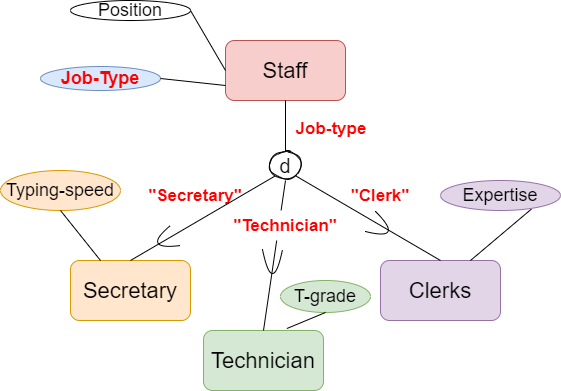 Position
Staff
Job-Type
Job-type
d
Typing-speed
"Secretary"
"Clerk"
Expertise
"Technician"
Secretary
T-grade
Clerks
Technician